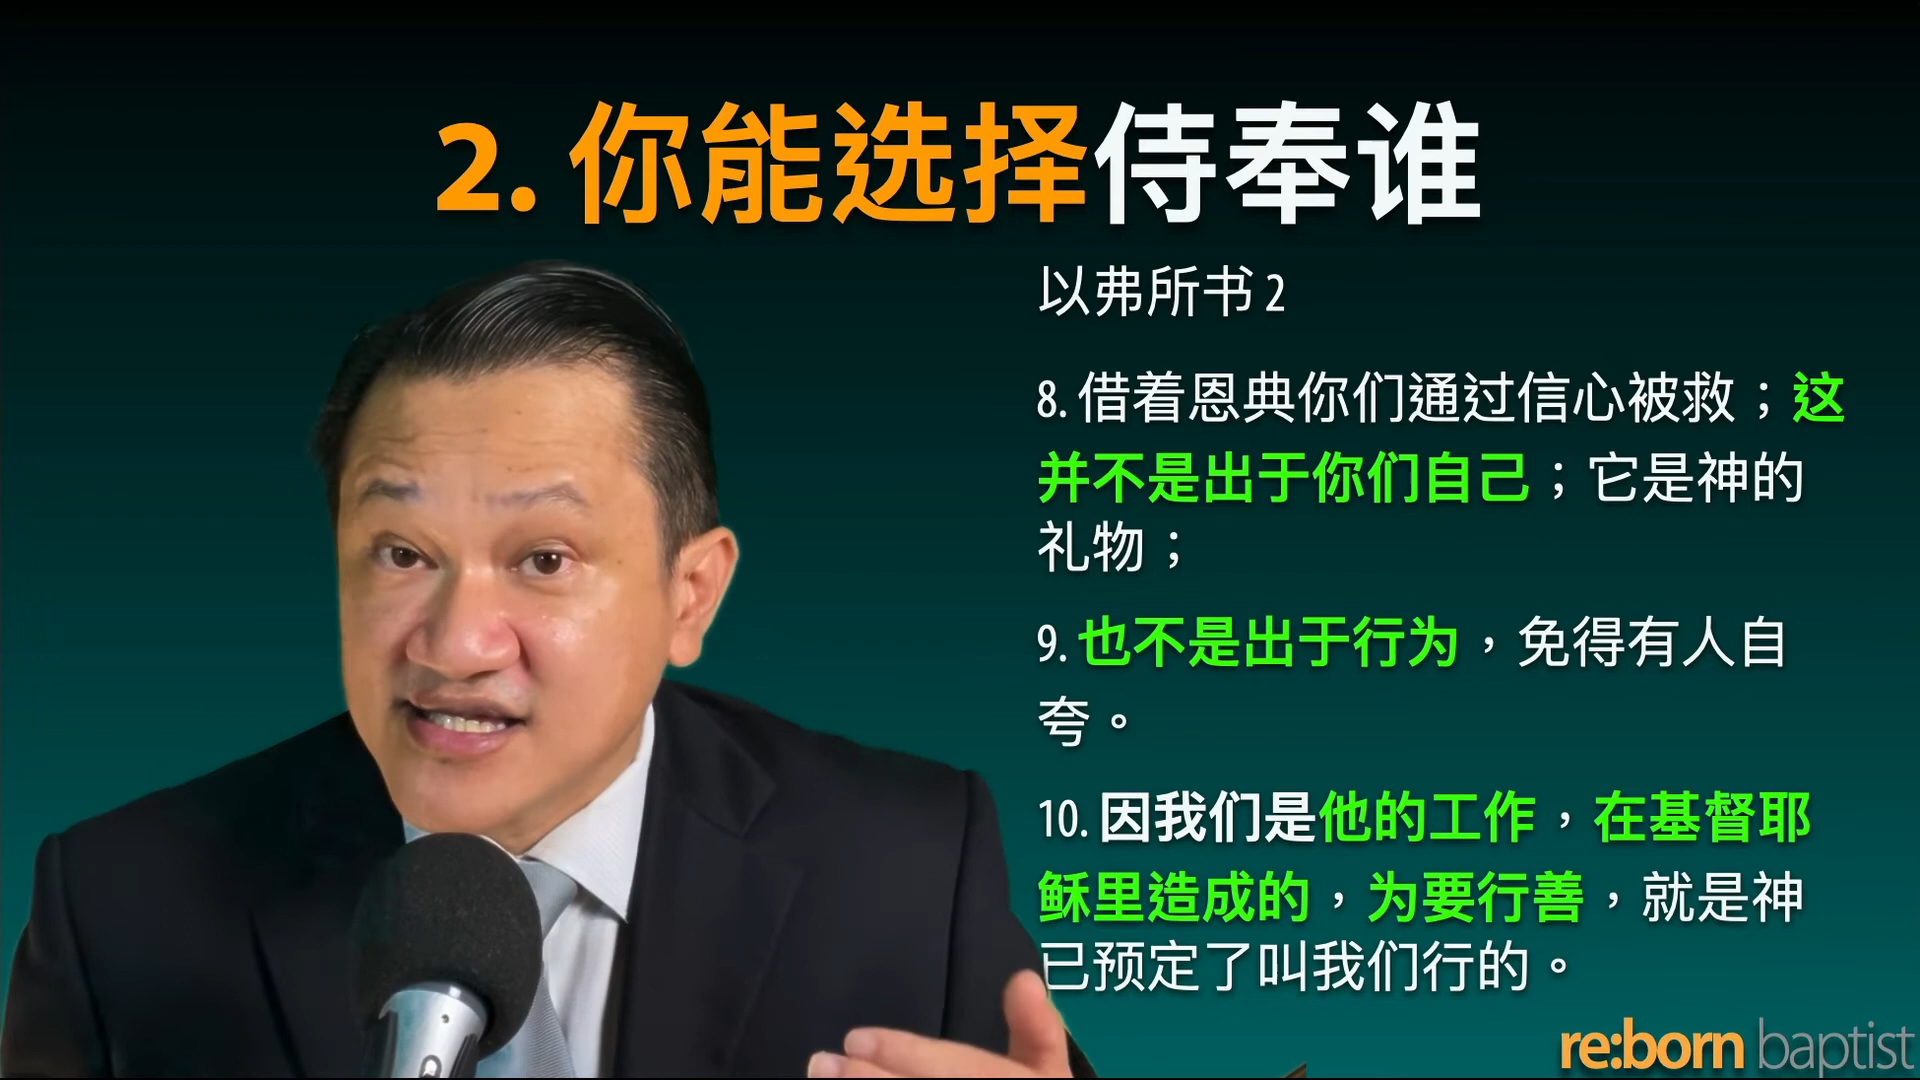 2. 你能选择侍奉谁
以弗所书 2
8. 借着恩典你们通过信心被救；这
并不是出于你们自己；它是神的
礼物；
9. 也不是出于行为，免得有人自
夸。
10. 因我们是他的工作，在基督耶
稣里造成的，为要行善，就是神
已预定了叫我们行的。
re:born baptist